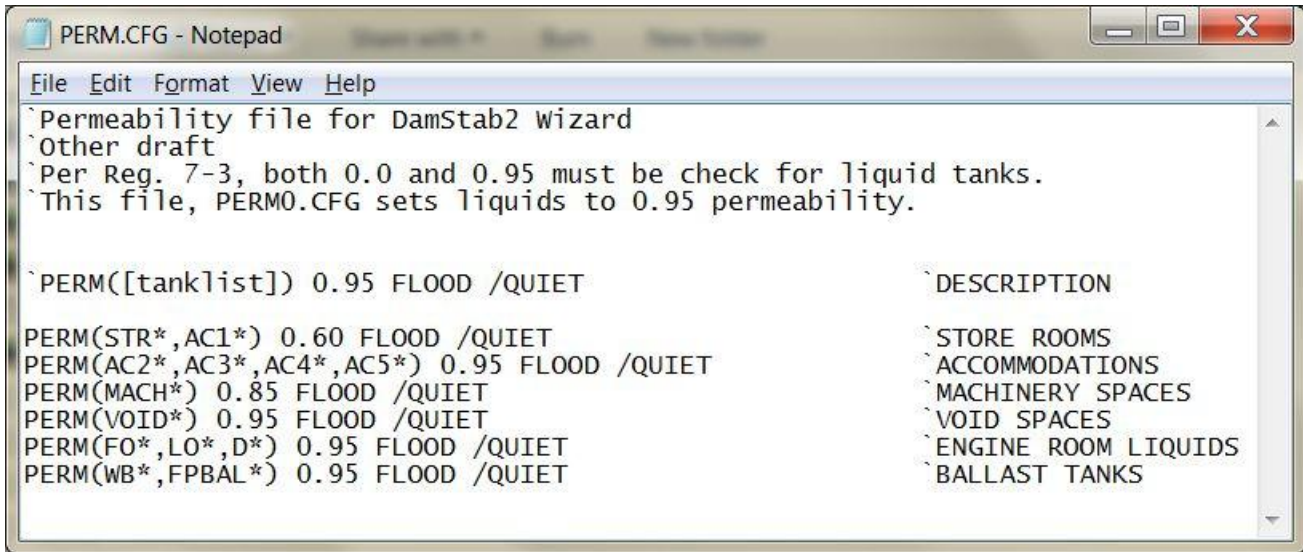 PERM.CFG - Notepad
Share with Burn New folder
File Edit Format View Help
`Permeability file for DamStab2 Wizard
`Other draft
`Per Reg. 7-3, both 0.0 and 0.95 must be check for liquid tanks.
`This file, PERM0.CFG sets liquids to 0.95 permeability.
`PERM([tanklist]) 0.95 FLOOD /QUIET `DESCRIPTION
PERM(STR*,AC1*) 0.60 FLOOD /QUIET `STORE ROOMS
PERM(AC2*,AC3*,AC4*,AC5*) 0.95 FLOOD /QUIET `ACCOMMODATIONS
PERM(MACH*) 0.85 FLOOD /QUIET `MACHINERY SPACES
PERM(VOID*) 0.95 FLOOD /QUIET `VOID SPACES
PERM(FO*,LO*,D*) 0.95 FLOOD /QUIET `ENGINE ROOM LIQUIDS
PERM(WB*,FPBAL*) 0.95 FLOOD /QUIET `BALLAST TANKS